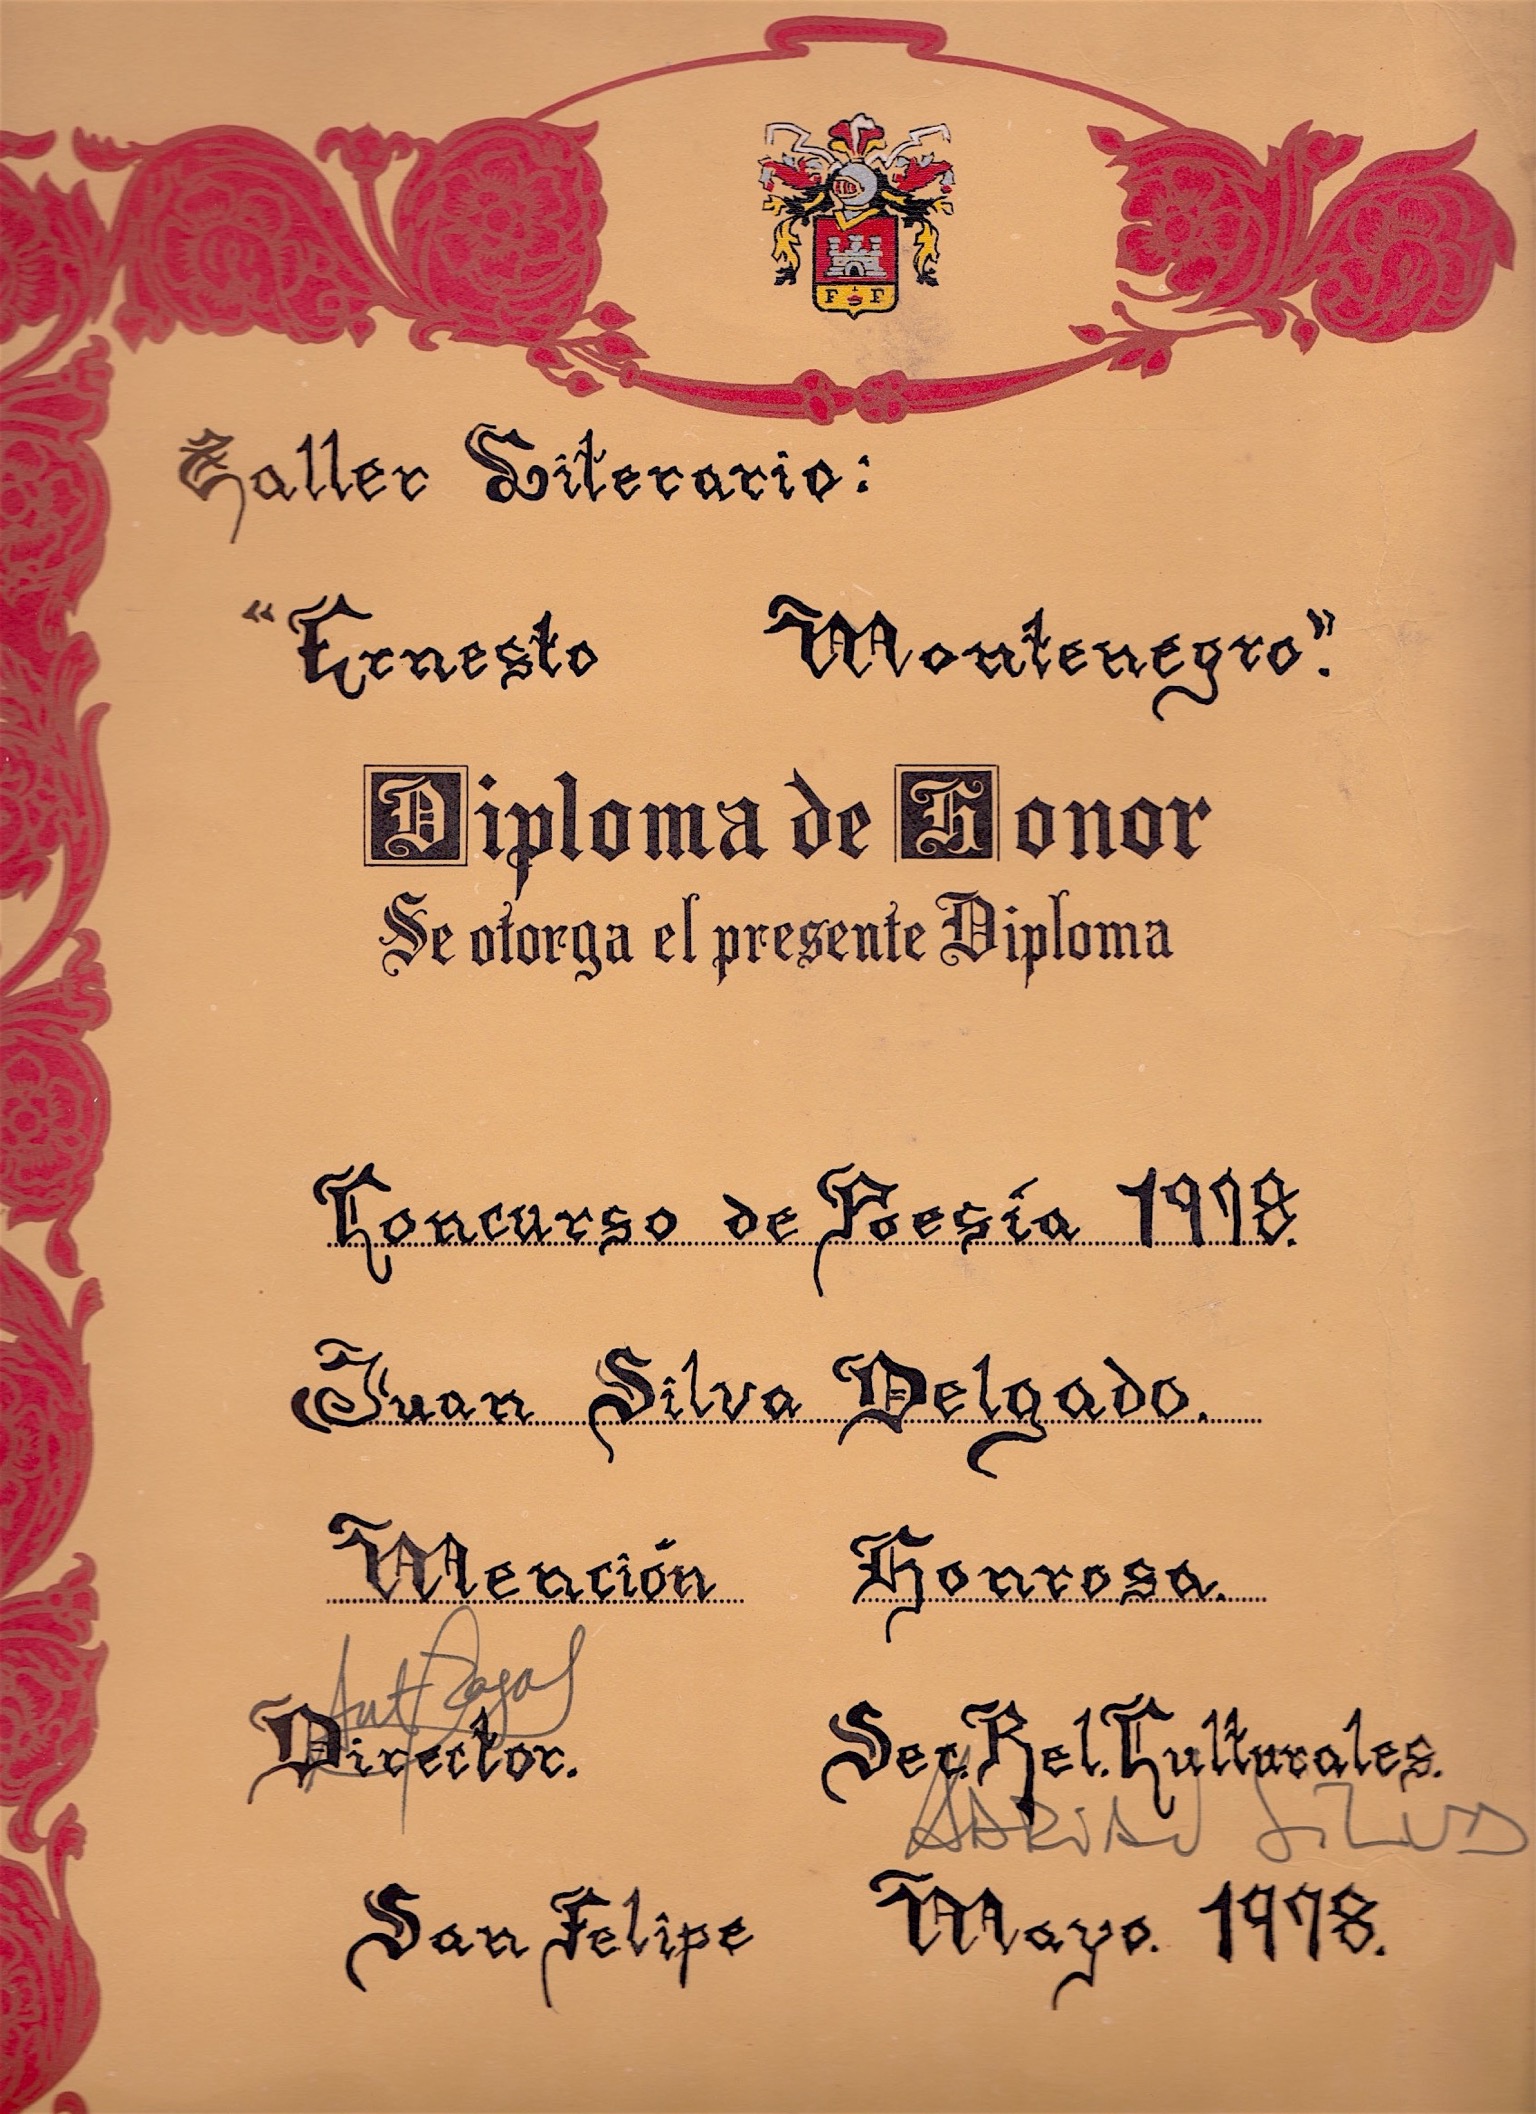 F F
Taller Literario:
"Ernesto Montenegro".
Diploma de Honor
Se otorga el presente Diploma
Concurso de Poesía 1978.
Juan Silva Delgado.
Mención Honrosa.
Director. Sec. Rel. Culturales.
San Felipe Mayo. 1978.